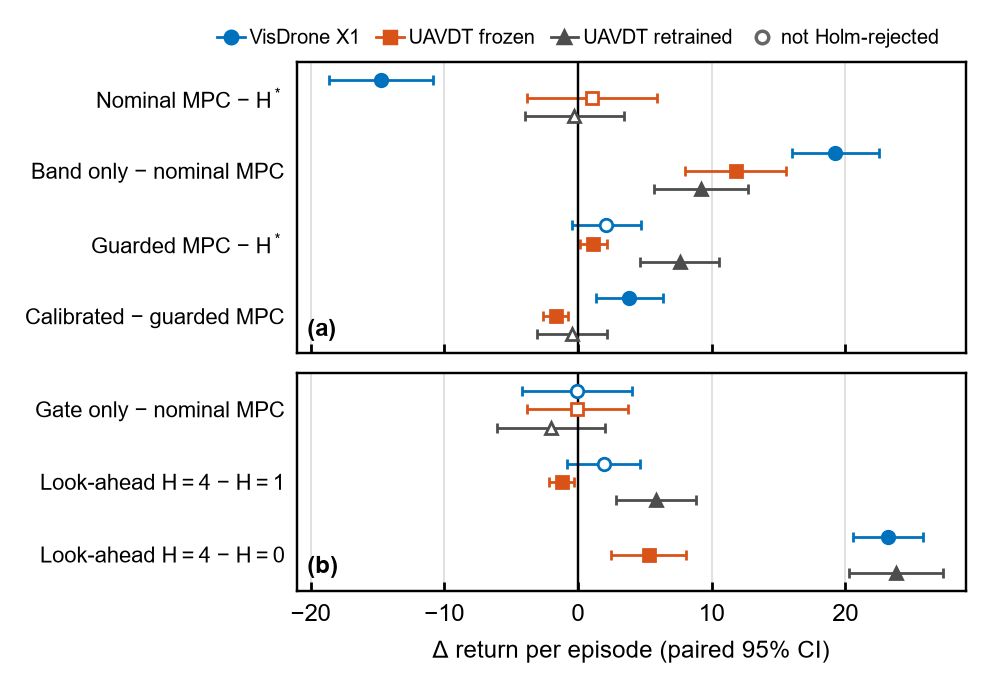 VisDrone X1 UAVDT frozen UAVDT retrained not Holm-rejected
Nominal MPC − H*
Band only − nominal MPC
Guarded MPC − H*
Calibrated − guarded MPC
(a)
Gate only − nominal MPC
Look-ahead H = 4 − H = 1
Look-ahead H = 4 − H = 0
(b)
−20 −10 0 10 20
Δ return per episode (paired 95% CI)